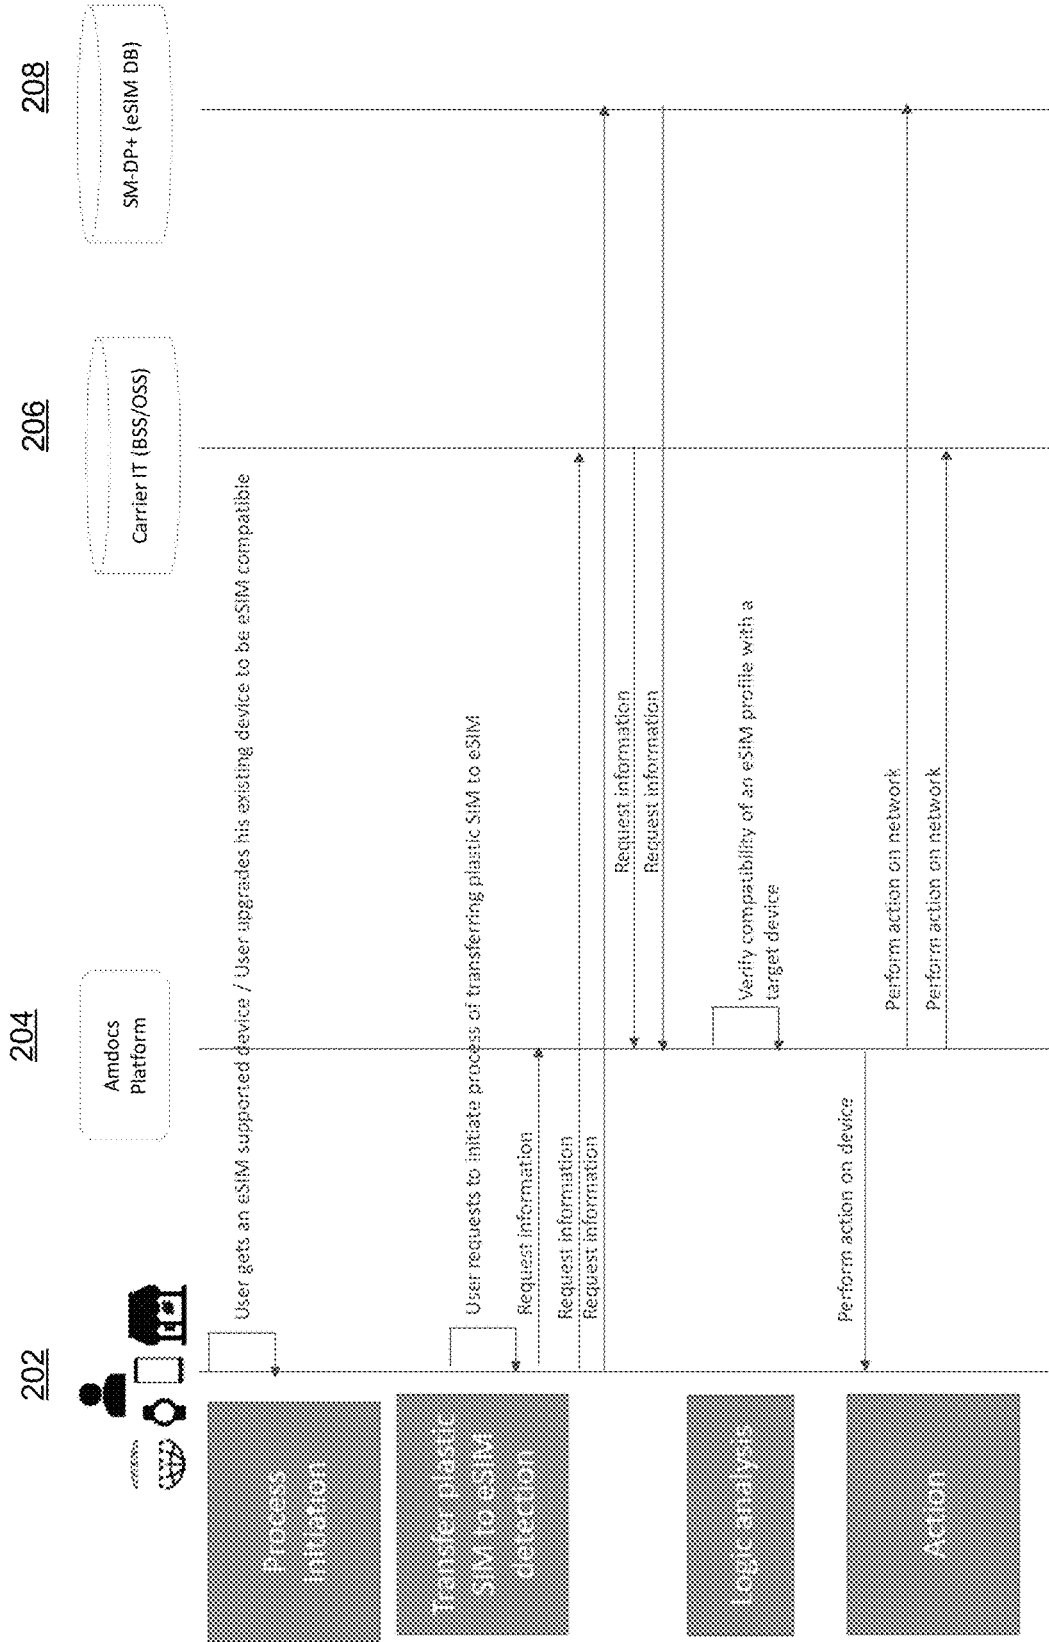 202
204
206
208
Amdocs
Platform
Carrier IT (BSS/OSS)
SM-DP+ (eSIM DB)
Process
initiation
User gets an eSIM supported device / User upgrades his existing device to be eSIM compatible
Transfer plastic
SIM to eSIM
detection
User requests to initiate process of transferring plastic SIM to eSIM
Request information
Request information
Request information
Request information
Request information
Logic analysis
Verify compatibility of an eSIM profile with a
target device
Action
Perform action on device
Perform action on network
Perform action on network